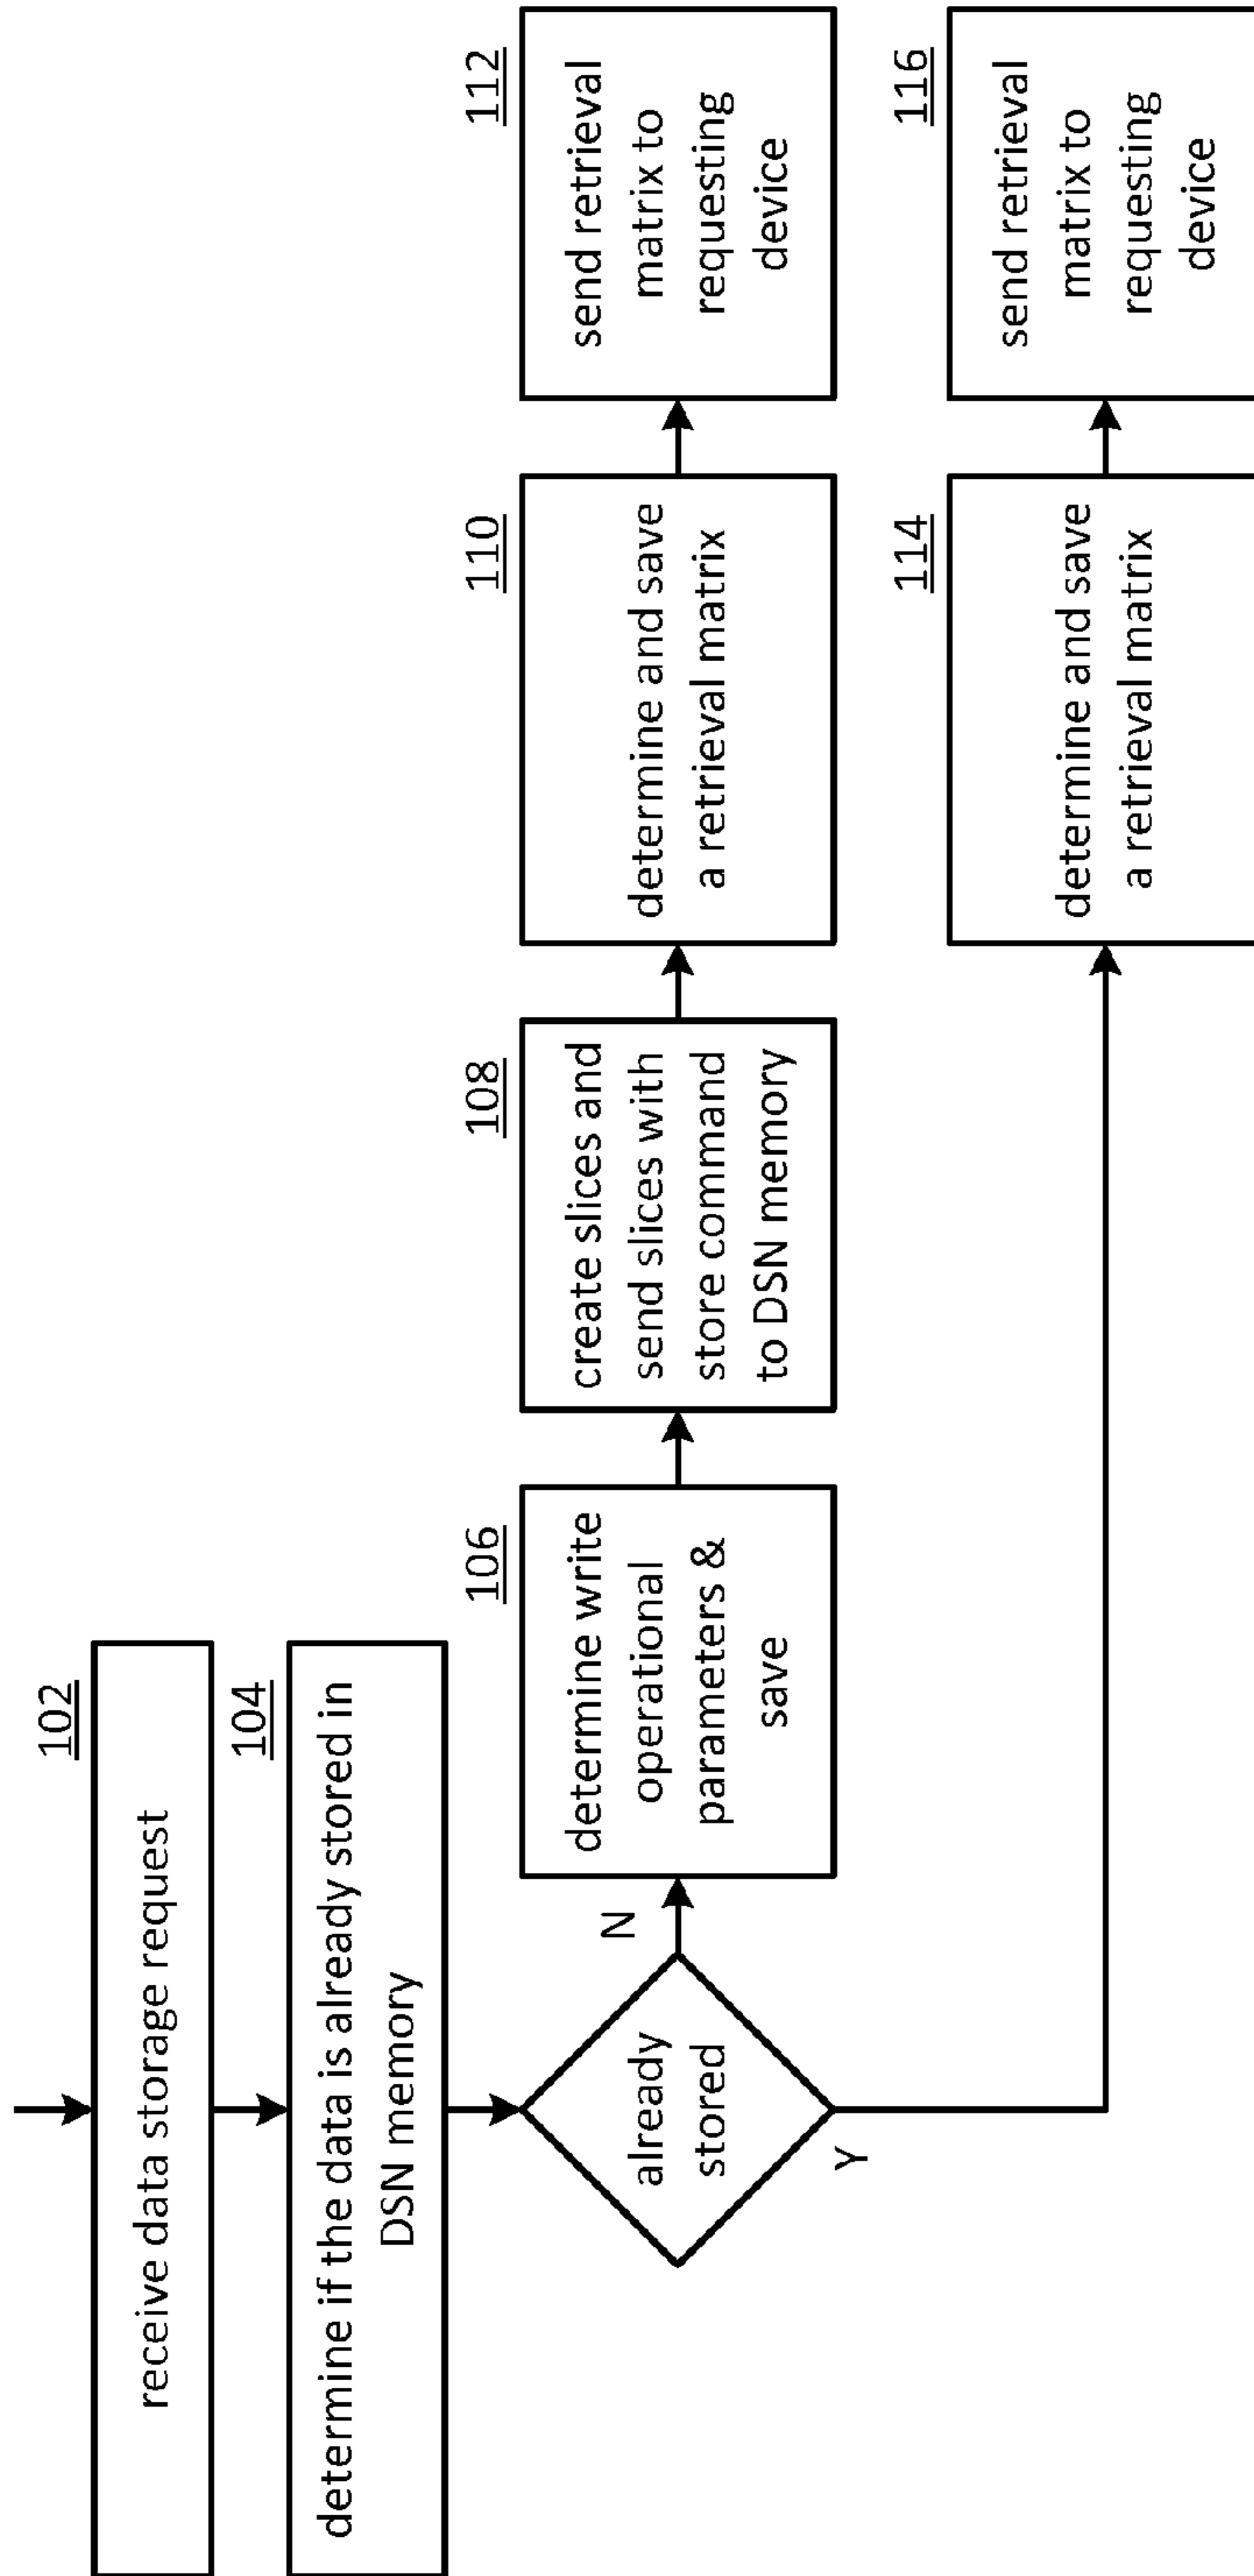 102
receive data storage request
104
determine if the data is already stored in
DSN memory
already
stored
N
Y
106
determine write
operational
parameters &
save
108
create slices and
send slices with
store command
to DSN memory
110
determine and save
a retrieval matrix
112
send retrieval
matrix to
requesting
device
114
determine and save
a retrieval matrix
116
send retrieval
matrix to
requesting
device